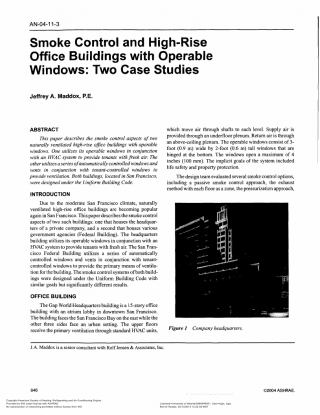 AN-04-11-3
Smoke Control and High-Rise
Office Buildings with Operable
Windows: Two Case Studies
Jeffrey A. Maddox, P.E.
ABSTRACT
This paper describes the smoke control aspects of two
naturally ventilated high-rise office buildings with operable
windows. One utilizes its operable windows in conjunction
with an HVAC system to provide tenants with fresh air. The
other utilizes a series of automatically controlled windows and
vents in conjunction with tenant-controlled windows to
provide ventilation. Both buildings, located in San Francisco,
were designed under the Uniform Building Code.
INTRODUCTION
Due to the moderate San Francisco climate, naturally
ventilated high-rise office buildings are becoming popular
again in San Francisco. This paper describes the smoke control
aspects of two such buildings: one that houses the headquar-
ters of a private company, and a second that houses various
government agencies (Federal Building). The headquarters
building utilizes its operable windows in conjunction with an
HVAC system to provide tenants with fresh air. The San Fran-
cisco Federal Building utilizes a series of automatically
controlled windows and vents in conjunction with tenant-
controlled windows to provide the primary means of ventila-
tion for the building. The smoke control systems of both build-
ings were designed under the Uniform Building Code with
similar goals but significantly different results.
OFFICE BUILDING
The Gap World Headquarters building is a 15-story office
building with an atrium lobby in downtown San Francisco.
The building faces the San Francisco Bay on the east while the
other three sides face an urban setting. The upper floors
receive the primary ventilation through standard HVAC units,
which move air through shafts to each level. Supply air is
provided through an underfloor plenum. Return air is through
an above-ceiling plenum. The operable windows consist of 3-
foot (0.9 m) wide by 2-foot (0.6 m) tall windows that are
hinged at the bottom. The windows open a maximum of 4
inches (100 mm). The implicit goals of the system included
life safety and property protection.
The design team evaluated several smoke control options,
including a passive smoke control approach, the exhaust
method with each floor as a zone, the pressurization approach,
Figure 1 Company headquarters.
J.A. Maddox is a senior consultant with Rolf Jensen & Associates, Inc.
646
©2004 ASHRAE.